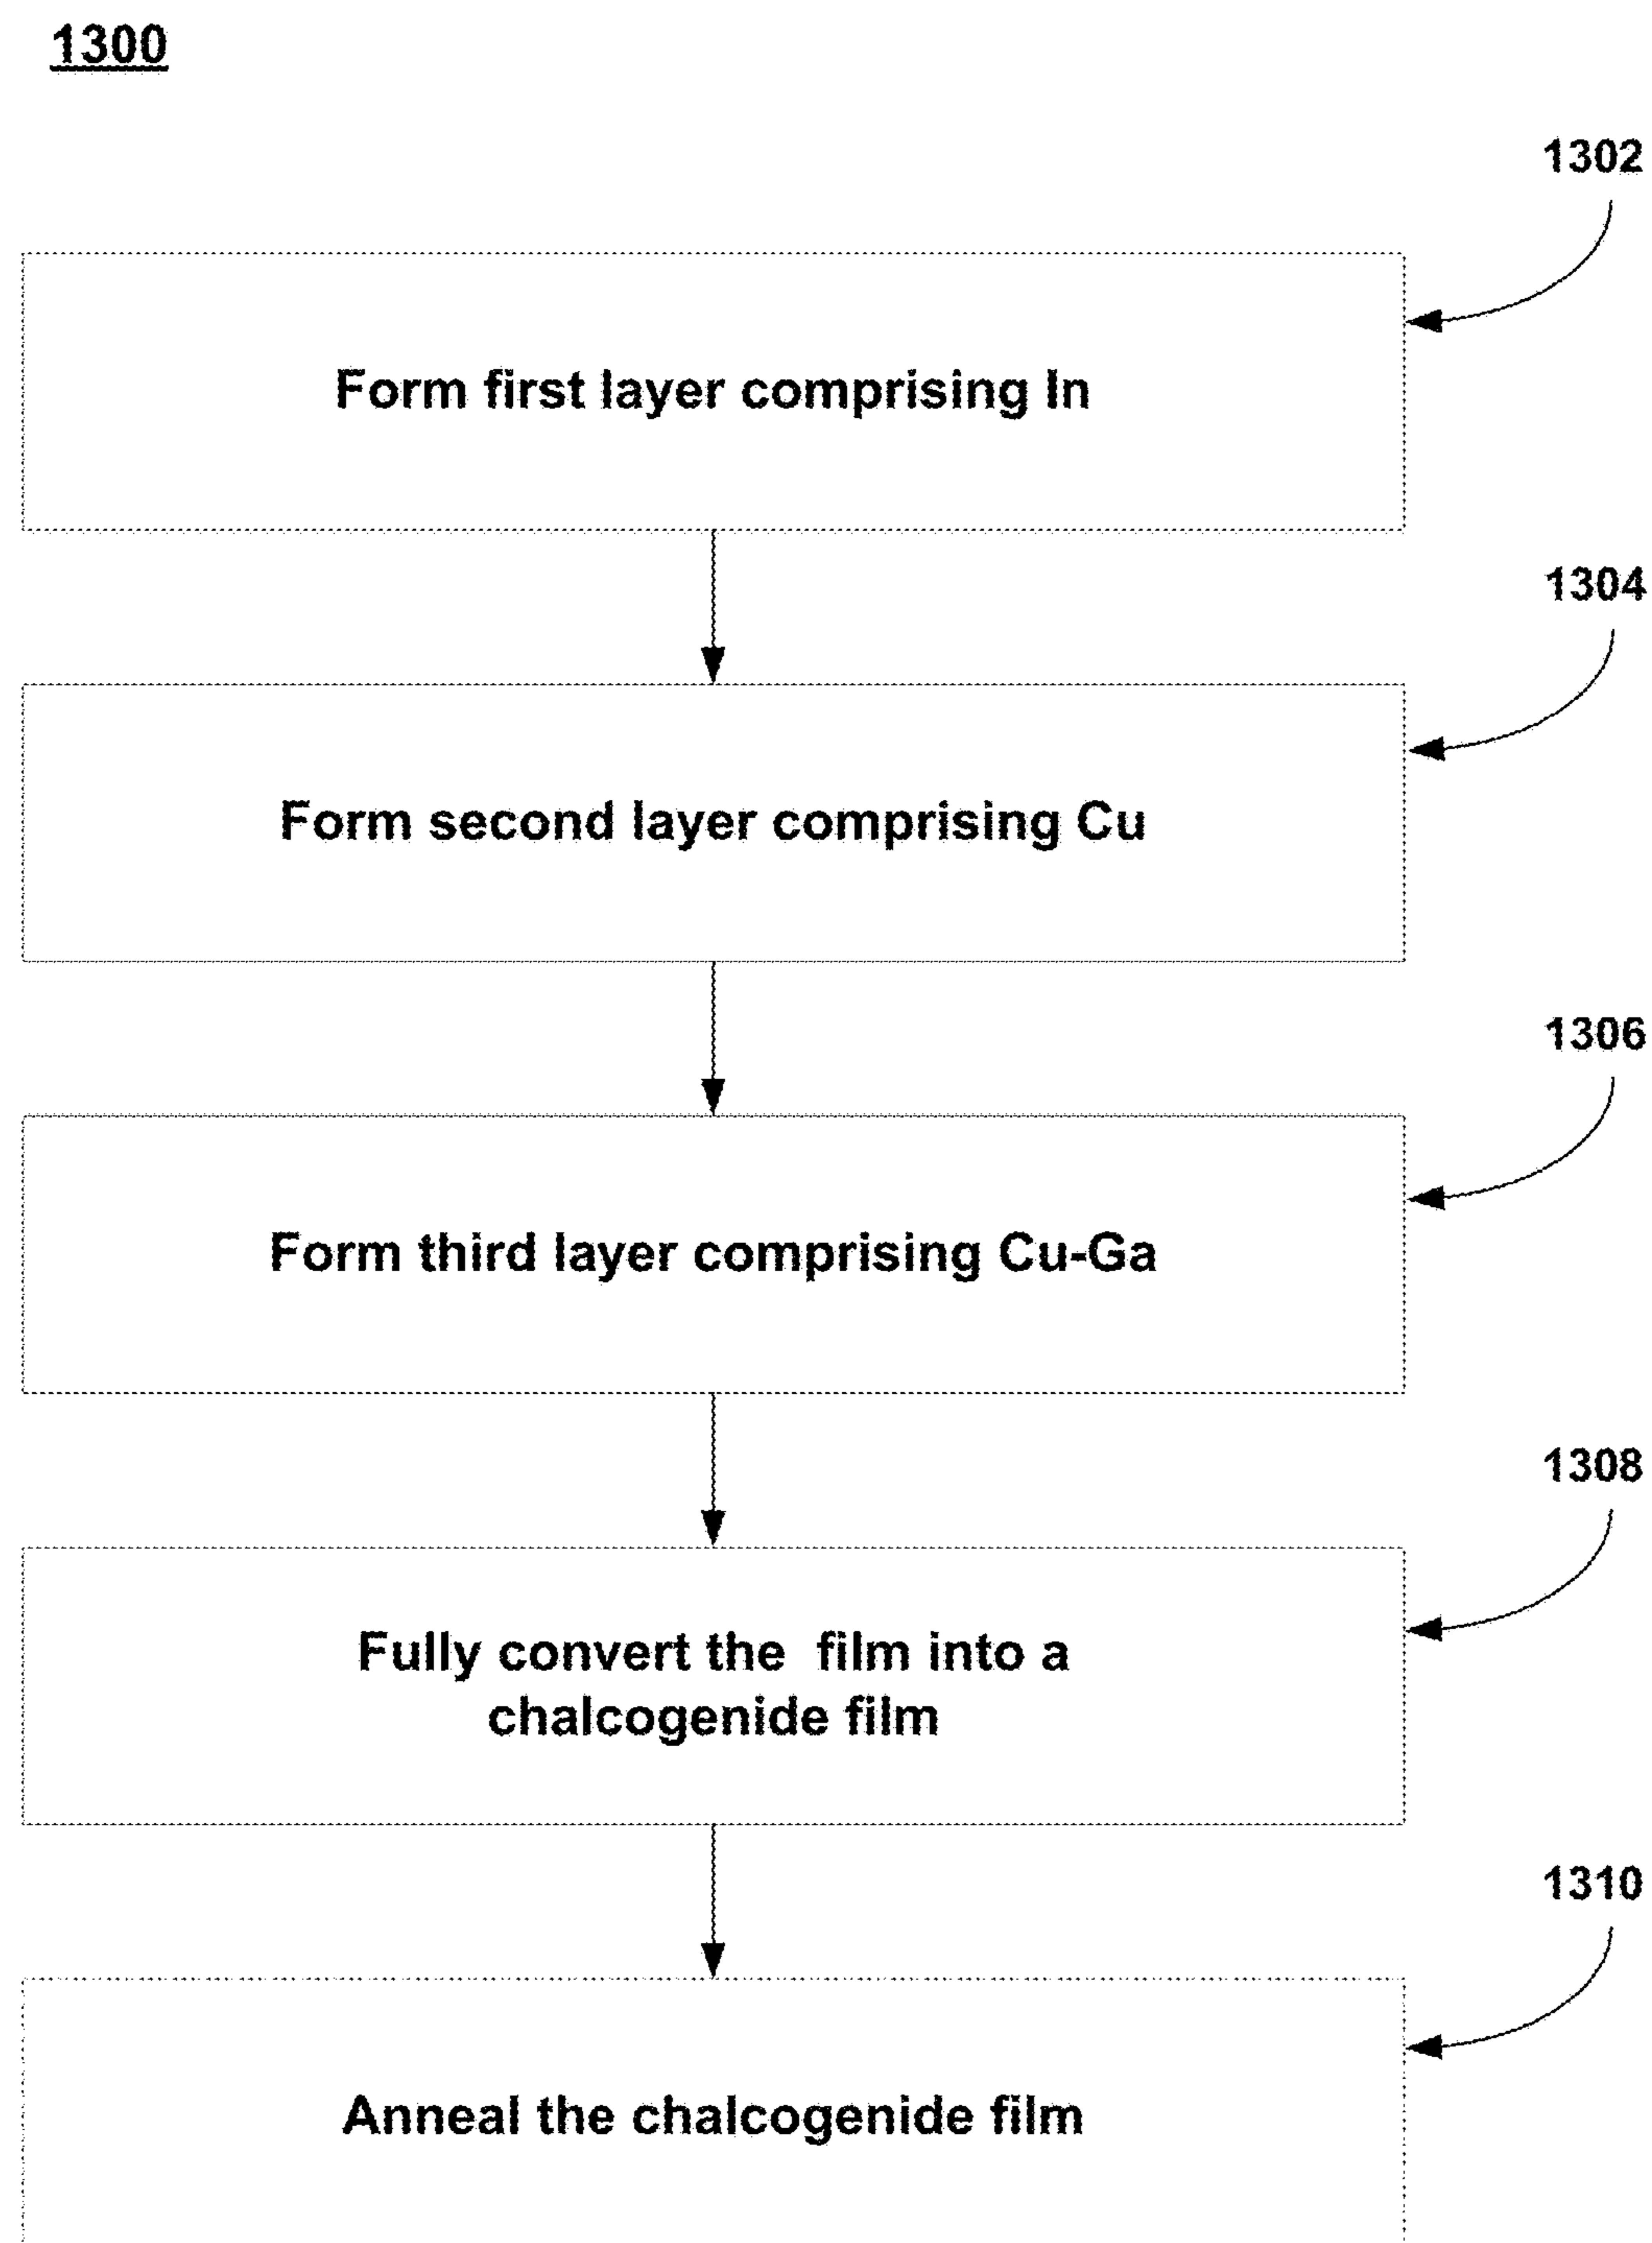 1300
1302
Form first layer comprising In
1304
Form second layer comprising Cu
1306
Form third layer comprising Cu-Ga
1308
Fully convert the film into a
chalcogenide film
1310
Anneal the chalcogenide film